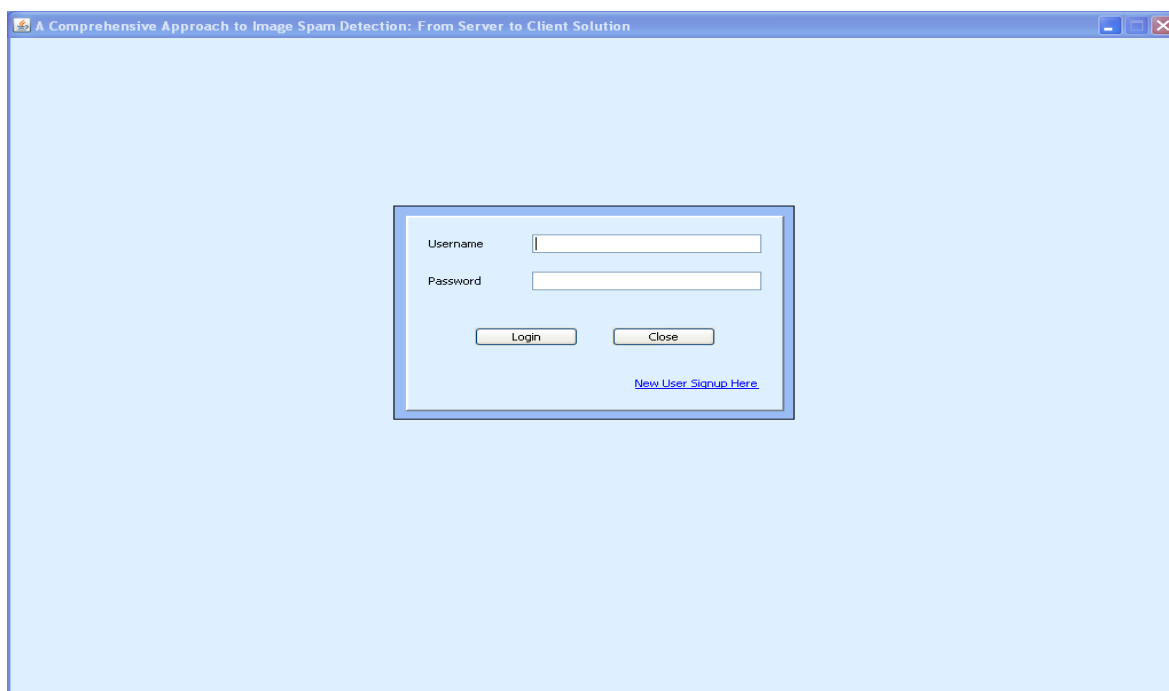 A Comprehensive Approach to Image Spam Detection: From Server to Client Solution
Username
Password
Login Close
New User Signup Here